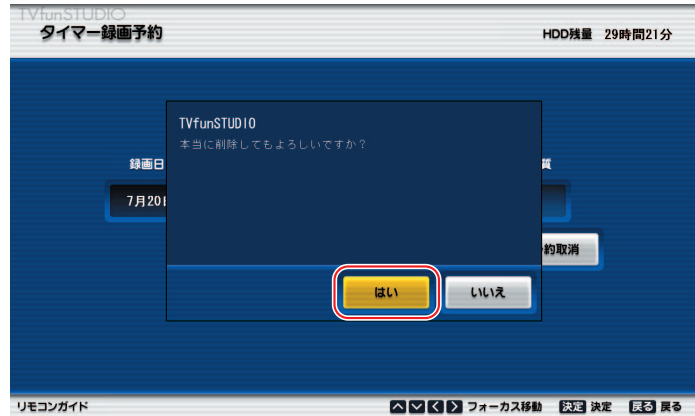 TVfunSTUDIO
タイマー録画予約
HDD残量 29時間21分
TVfunSTUDIO
本当に削除してもよろしいですか？
録画日
質
7月20日
約取消
はい
いいえ
リモコンガイド
フォーカス移動 決定 決定 戻る 戻る